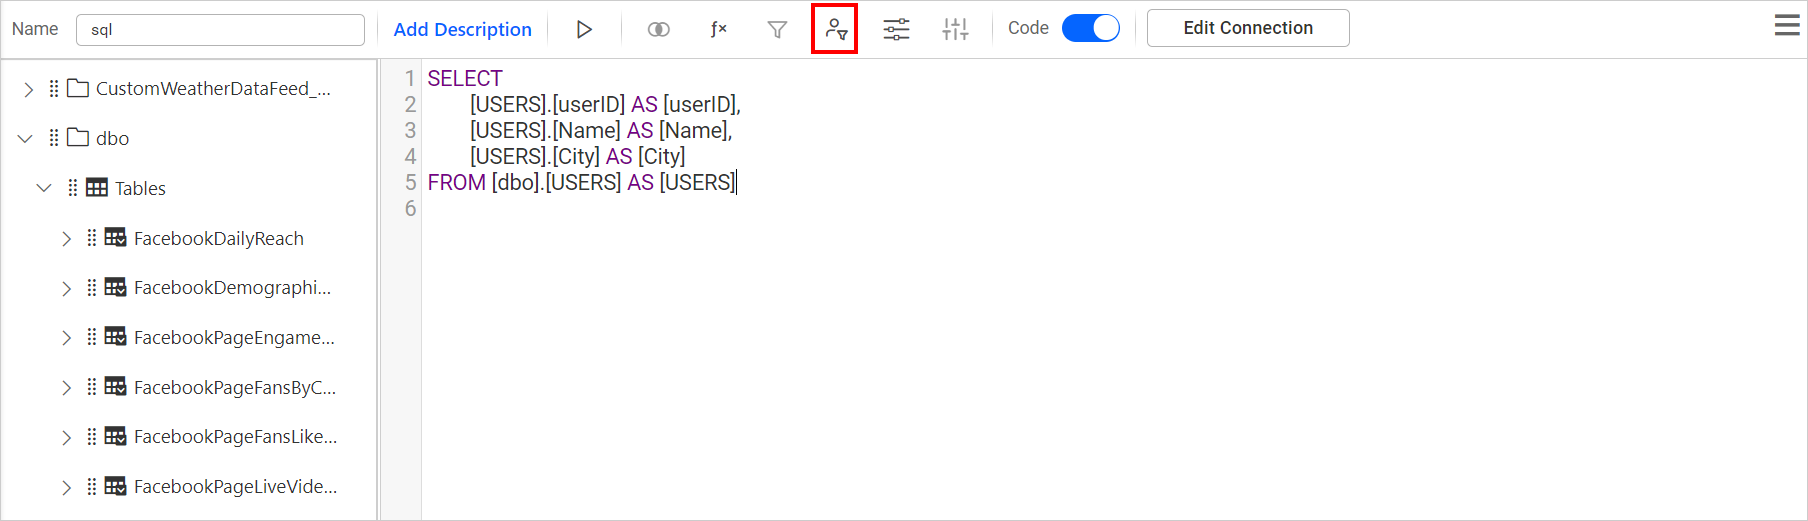 Name sql Add Description ƒx Code Edit Connection
CustomWeatherDataFeed_...
dbo
Tables
FacebookDailyReach
FacebookDemographi...
FacebookPageEngame...
FacebookPageFansByC...
FacebookPageFansLike...
FacebookPageLiveVide...
1 SELECT
2 [USERS].[userID] AS [userID],
3 [USERS].[Name] AS [Name],
4 [USERS].[City] AS [City]
5 FROM [dbo].[USERS] AS [USERS]
6